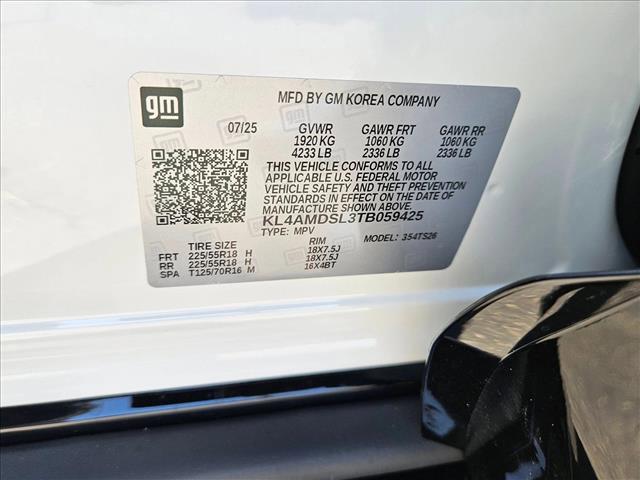 gm
MFD BY GM KOREA COMPANY
07/25 GVWR GAWR FRT GAWR RR
1920 KG 1060 KG 1060 KG
4233 LB 2336 LB 2336 LB
THIS VEHICLE CONFORMS TO ALL
APPLICABLE U.S. FEDERAL MOTOR
VEHICLE SAFETY AND THEFT
STANDARDS IN EFFECT ON THE DATE OF
MANUFACTURE SHOWN ABOVE.
KL4AMDSL3TB059425
TYPE: MPV MODEL: 354TS26
TIRE SIZE RIM
FRT 225/55R18 H 18X7.5J
RR 225/55R18 H 18X7.5J
SPA T125/70R16 M 16X4BT